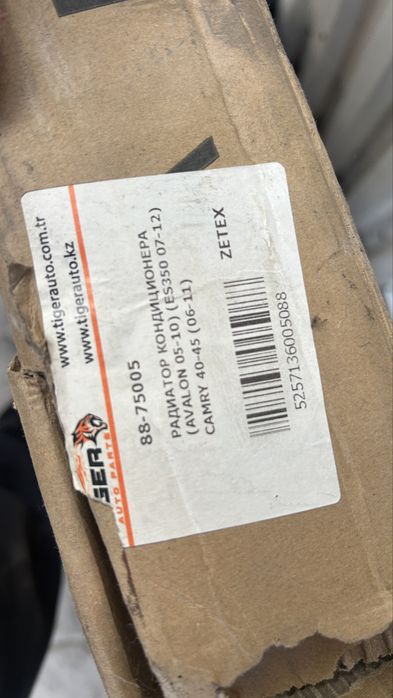 www.tigerauto.com.tr
www.tigerauto.kz
GER
AUTO PARTS
88-75005
РАДИАТОР КОНДИЦИОНЕРА
(AVALON 05-10) (ES350 07-12)
CAMRY 40-45 (06-11)
ZETEX
5257136005088